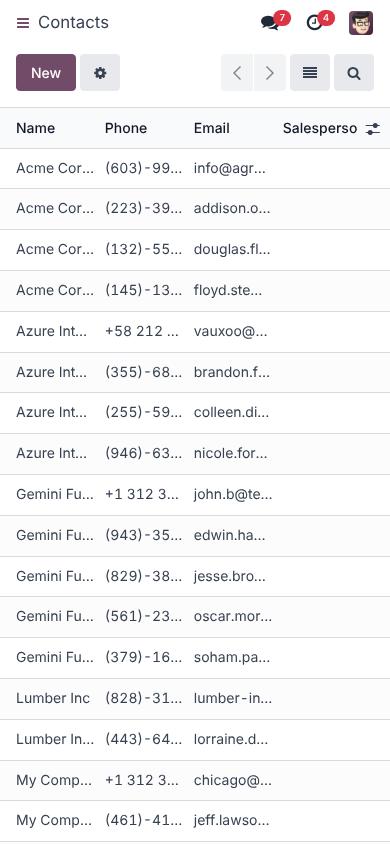 Contacts 7 4
New
Name Phone Email Salesperso
Acme Cor... (603)-99... info@agr...
Acme Cor... (223)-39... addison.o...
Acme Cor... (132)-55... douglas.fl...
Acme Cor... (145)-13... floyd.ste...
Azure Int... +58 212 ... vauxoo@...
Azure Int... (355)-68... brandon.f...
Azure Int... (255)-59... colleen.di...
Azure Int... (946)-63... nicole.for...
Gemini Fu... +1 312 3... john.b@te...
Gemini Fu... (943)-35... edwin.ha...
Gemini Fu... (829)-38... jesse.bro...
Gemini Fu... (561)-23... oscar.mor...
Gemini Fu... (379)-16... soham.pa...
Lumber Inc (828)-31... lumber-in...
Lumber In... (443)-64... lorraine.d...
My Comp... +1 312 3... chicago@...
My Comp... (461)-41... jeff.lawso...